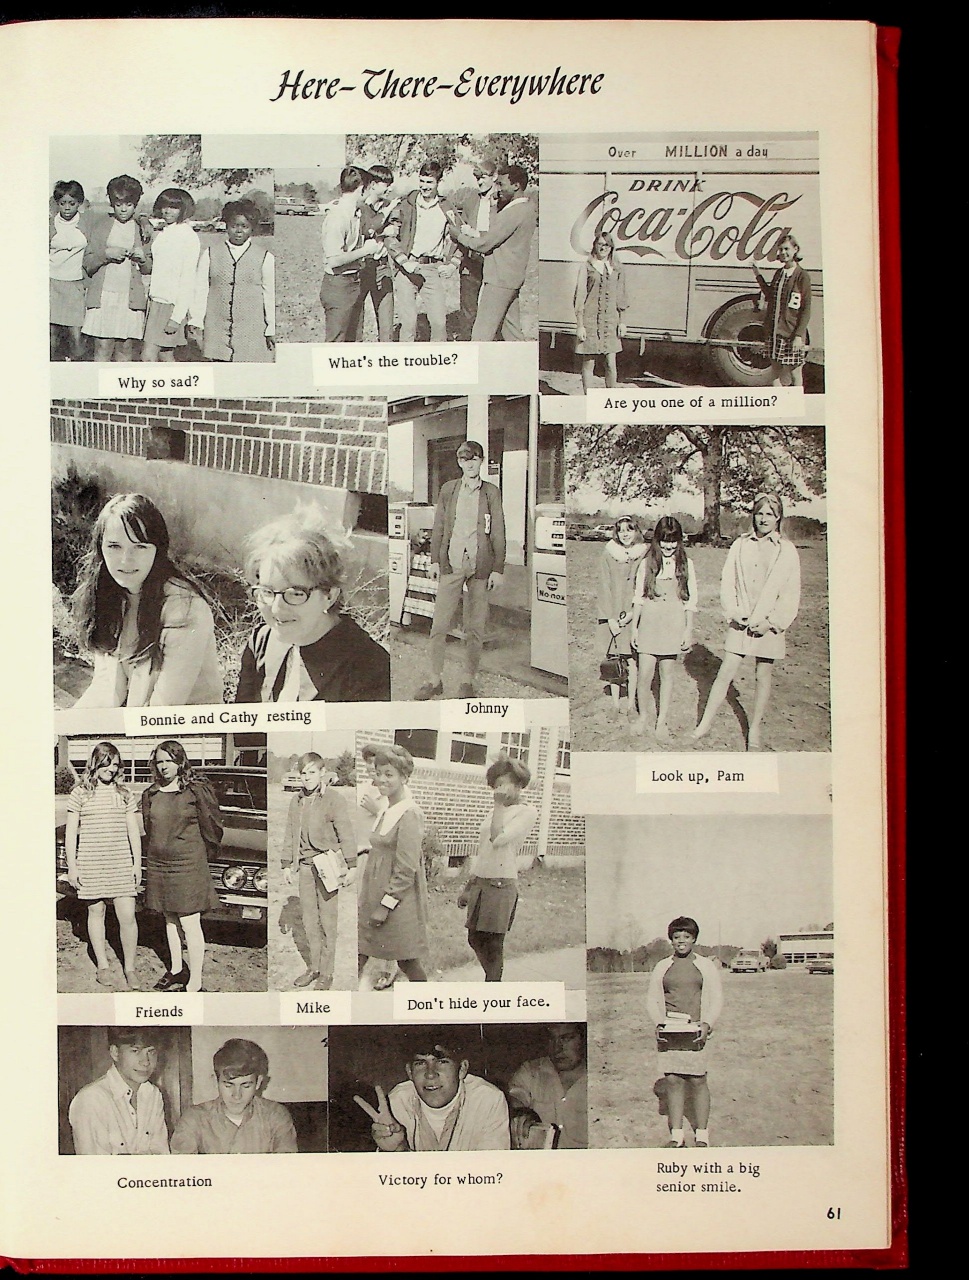 Here-There-Everywhere
Over MILLION a day
DRINK
Coca-Cola
Why so sad?
What's the trouble?
Are you one of a million?
No-nox
Bonnie and Cathy resting
Johnny
Look up, Pam
Friends
Mike
Don't hide your face.
Concentration
Victory for whom?
Ruby with a big
senior smile.
61